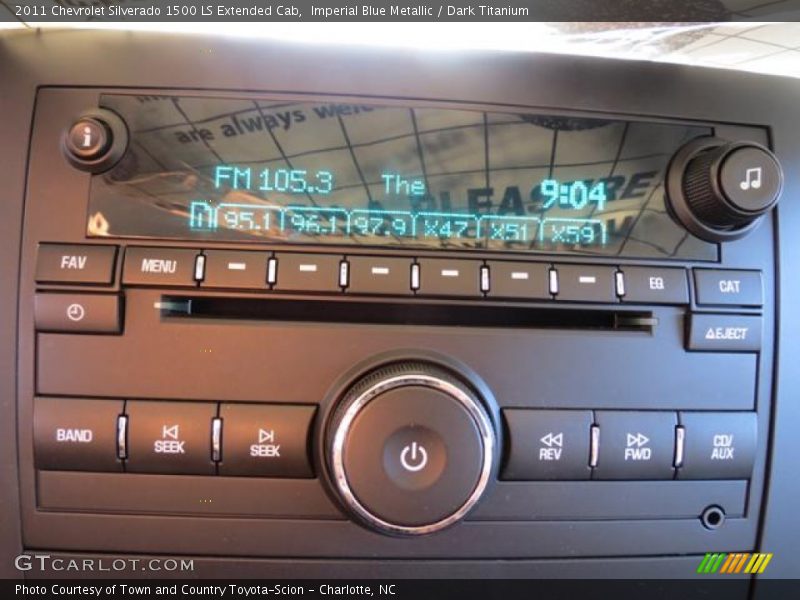 2011 Chevrolet Silverado 1500 LS Extended Cab, Imperial Blue Metallic / Dark Titanium
are always wel
PLEASURE
i
FM 105.3 The 9:04
95.1 96.1 97.9 X47 X51 X59
FAV MENU EQ CAT
EJECT
BAND SEEK SEEK REV FWD CD/AUX
GTCARLOT.COM
Photo Courtesy of Town and Country Toyota-Scion - Charlotte, NC